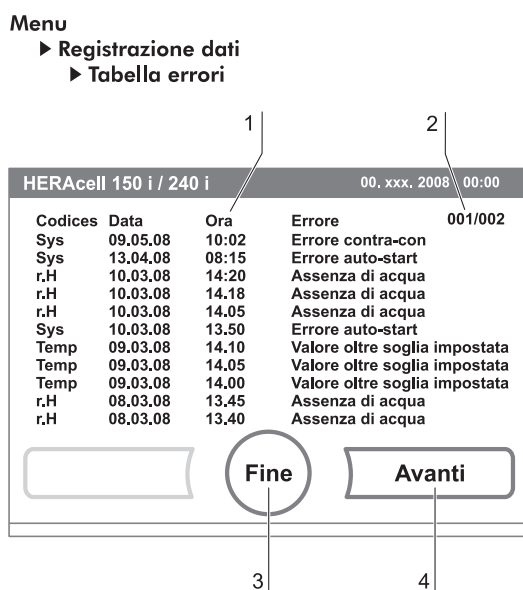 Menu
▶ Registrazione dati
▶ Tabella errori
1 2
HERAcell 150 i / 240 i 00. xxx. 2008 00:00
Codices Data Ora Errore 001/002
Sys 09.05.08 10:02 Errore contra-con
Sys 13.04.08 08:15 Errore auto-start
r.H 10.03.08 14:20 Assenza di acqua
r.H 10.03.08 14.18 Assenza di acqua
r.H 10.03.08 14.05 Assenza di acqua
Sys 10.03.08 13.50 Errore auto-start
Temp 09.03.08 14.10 Valore oltre soglia impostata
Temp 09.03.08 14.05 Valore oltre soglia impostata
Temp 09.03.08 14.00 Valore oltre soglia impostata
r.H 08.03.08 13.45 Assenza di acqua
r.H 08.03.08 13.40 Assenza di acqua
Fine Avanti
3 4